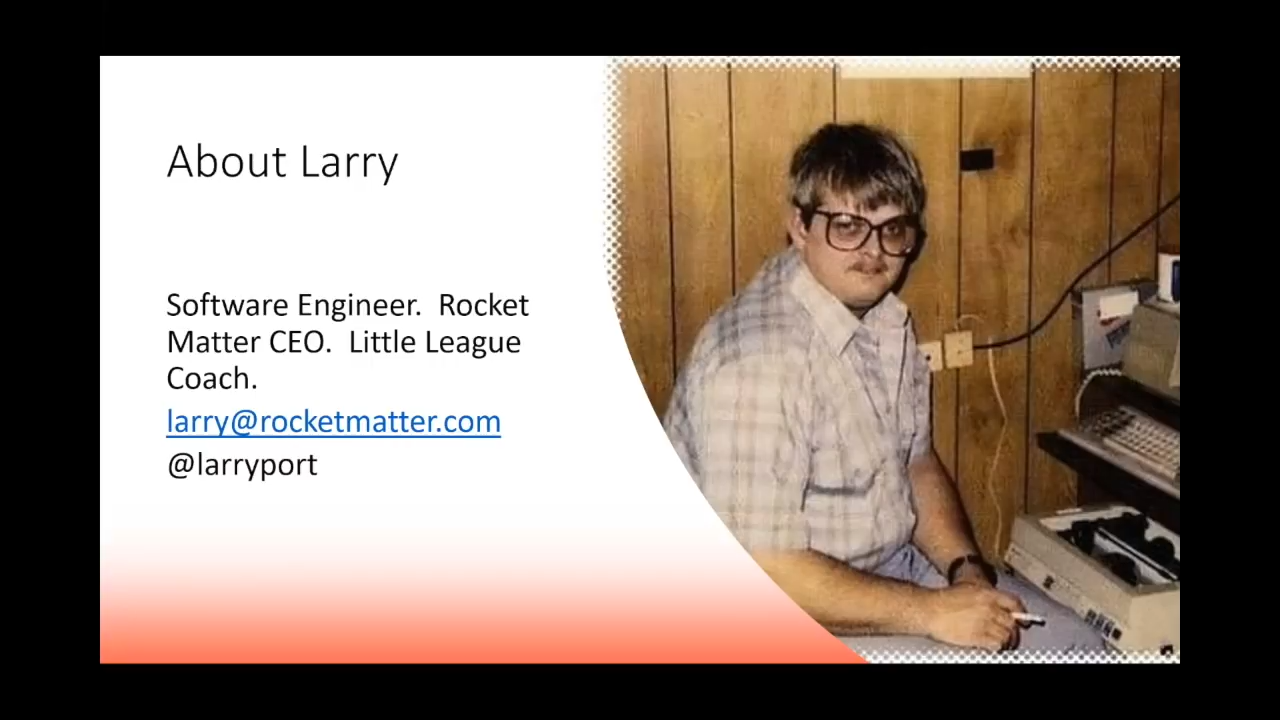 About Larry
Software Engineer.  Rocket
Matter CEO.  Little League
Coach.
larry@rocketmatter.com
@larryport